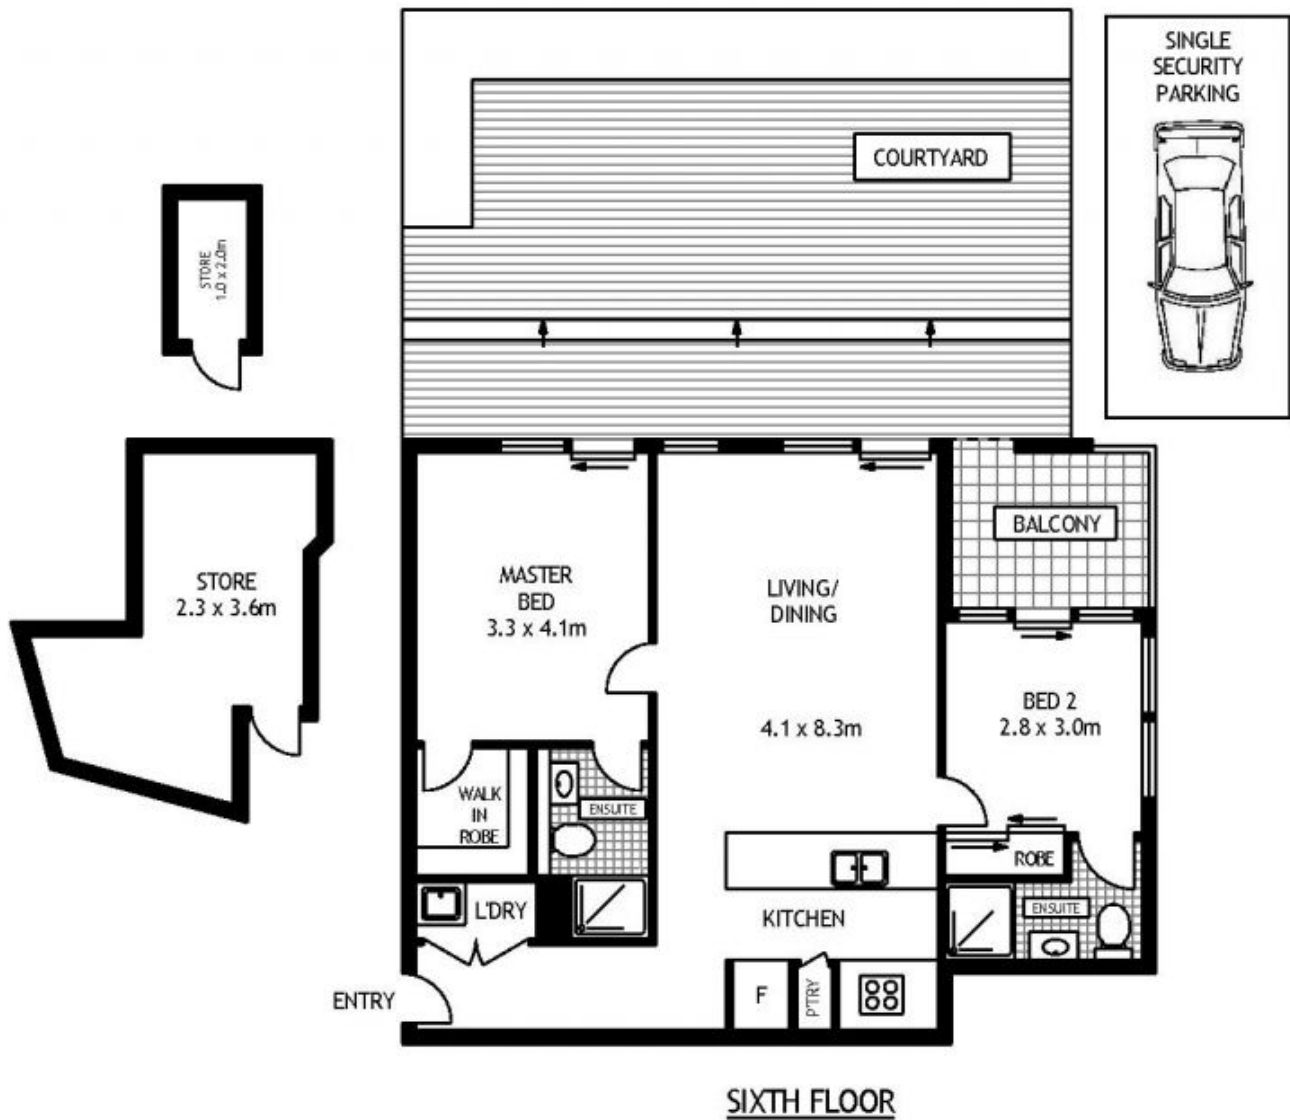 SINGLE
SECURITY
PARKING
COURTYARD
STORE
1.0 x 2.0m
STORE
2.3 x 3.6m
MASTER
BED
3.3 x 4.1m
LIVING/
DINING
4.1 x 8.3m
BALCONY
BED 2
2.8 x 3.0m
WALK
IN
ROBE
ENSUITE
ROBE
ENSUITE
L'DRY
KITCHEN
ENTRY
F
P'TRY
SIXTH FLOOR